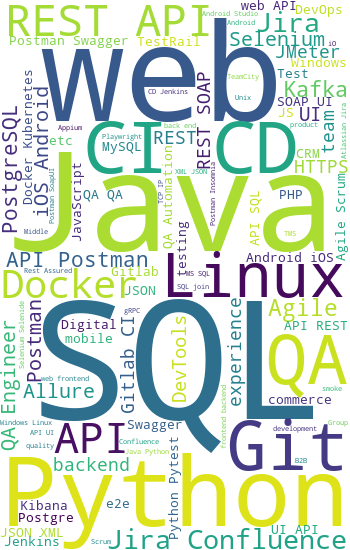 Android Studio
REST API
web API
DevOps
Android
iO
Postman Swagger
Jira
TestRail
Selenium
Windows
web
JMeter
CD Jenkins
TeamCity
Test
Kafka
Unix
SOAP UI
PostgreSQL
Docker Kubernetes
iOS Android
Appium
CI CD
REST SOAP
JS
UI
team
Playwright
back end
product
Atlassian Jira
etc
MySQL
REST
CRM
HTTPS
Postman SoapUI
JavaScript
QA QA
QA Automation
XML JSON
TCP IP
Postman Insomnia
API SQL
PHP
Agile Scrum
Java
Middle
testing
TMS
API Postman
Linux
Android iOS
Rest Assured
Gitlab
MS SQL
Docker
JSON
SQL join
Agile
SQL
Selenium Selenide
Postman
Digital
gRPC
Gitlab CI
DevTools
experience
API REST
mobile
QA
QA Engineer
web frontend
Allure
commerce
smoke
Windows Linux
API
Swagger
Git
frontend backend
development
Group
API UI
quality
Confluence
Java Python
backend
Python Pytest
B2B
Python
Kibana
Postgre
e2e
JSON XML
UI API
Jenkins
Scrum
Jira Confluence